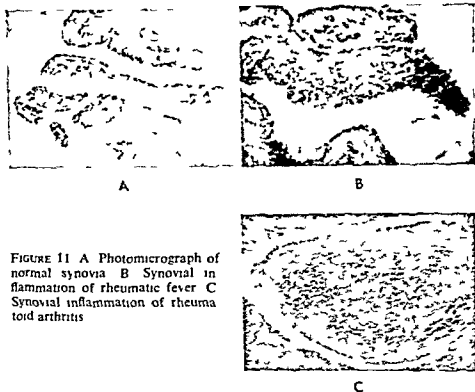 A
B
FIGURE 11 A Photomicrograph of
normal synovia B Synovial in
flammation of rheumatic fever C
Synovial inflammation of rheuma
toid arthritis
C